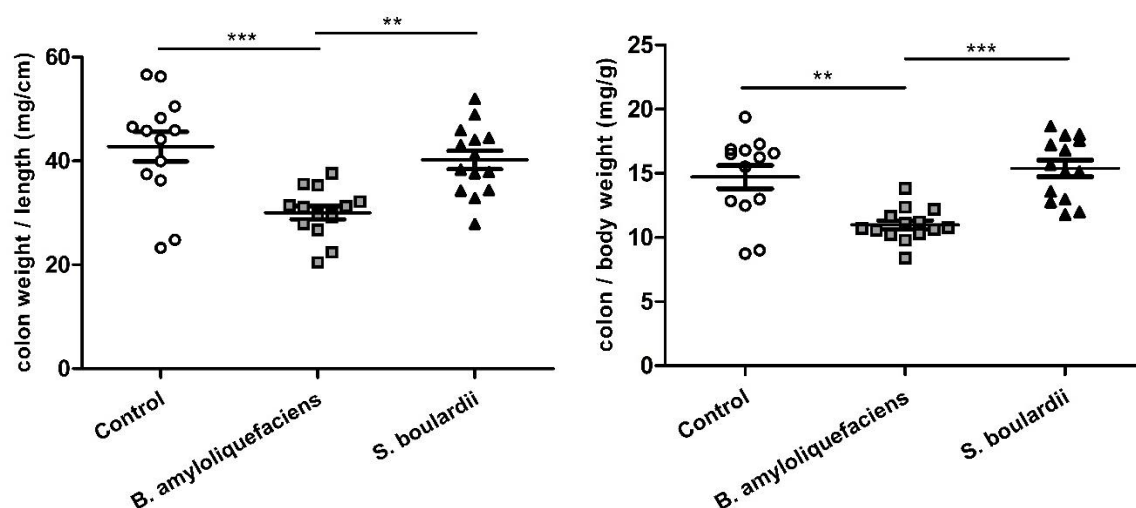 *** **
60
40
20
0
colon weight / length (mg/cm)
Control
B. amyloliquefaciens
S. boulardii
** ***
25
20
15
10
5
0
colon / body weight (mg/g)
Control
B. amyloliquefaciens
S. boulardii